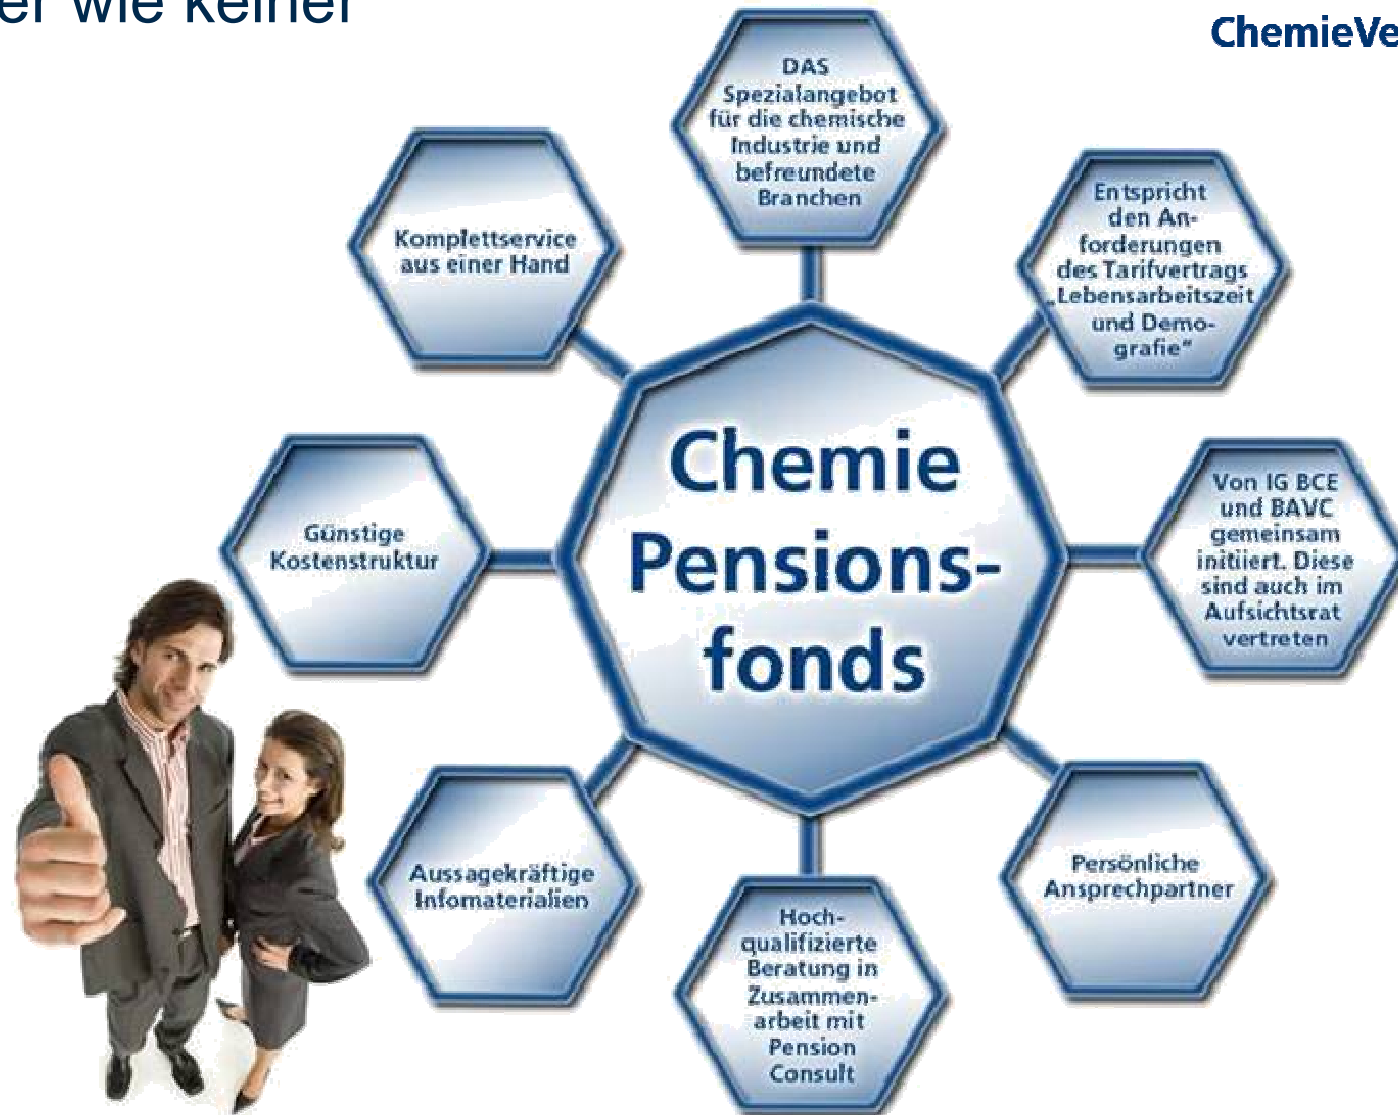 er wie keiner
ChemieVe
DAS
Spezialangebot
für die chemische
Industrie und
befreundete
Branchen
Entspricht
den An-
forderungen
des Tarifvertrags
„Lebensarbeitszeit
und Demo-
grafie“
Von IG BCE
und BAVC
gemeinsam
initiiert. Diese
sind auch im
Aufsichtsrat
vertreten
Persönliche
Ansprechpartner
Hoch-
qualifizierte
Beratung in
Zusammen-
arbeit mit
Pension
Consult
Aussagekräftige
Infomaterialien
Günstige
Kostenstruktur
Komplettservice
aus einer Hand
Chemie
Pensions-
fonds